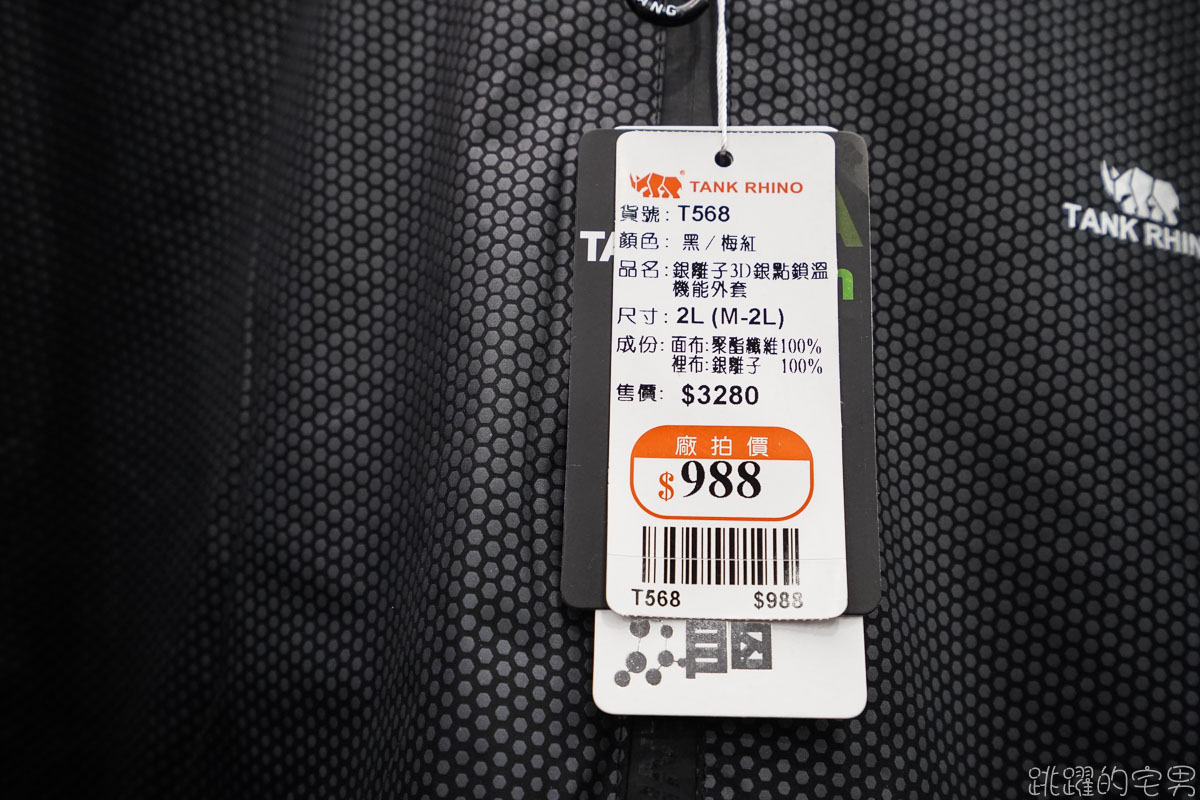 TANK RHINO
貨號: T568
顏色: 黑/梅紅
品名: 銀離子3D銀點鎖溫
機能外套
尺寸: 2L (M-2L)
成份: 面布:聚酯纖維100%
裡布:銀離子 100%
售價: $3280
廠拍價
$988
T568 $988
TANK RHINO
跳躍的宅男